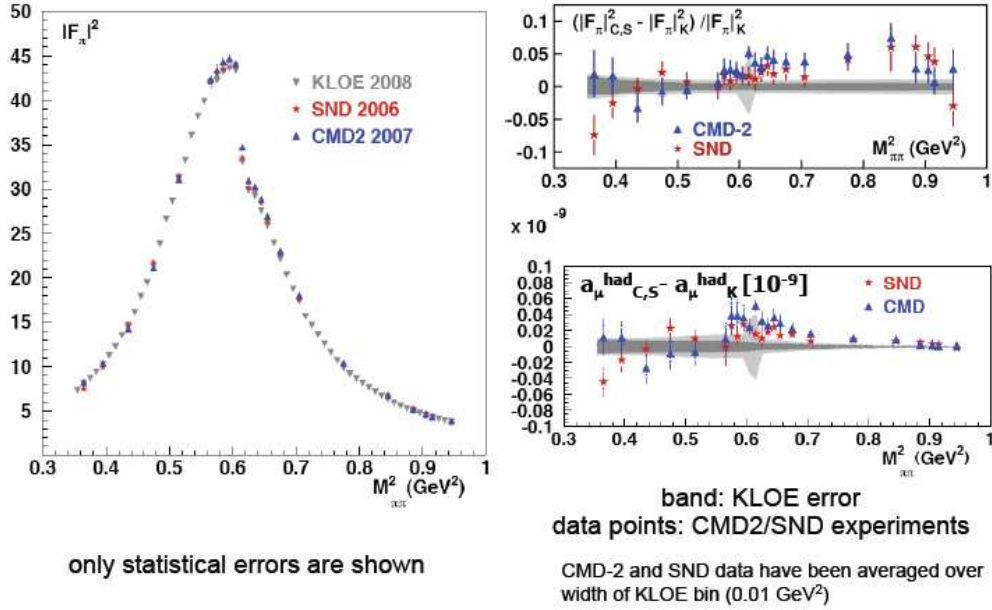 |Fπ|²
50
45
40
35
30
25
20
15
10
5
KLOE 2008
SND 2006
CMD2 2007
0.3 0.4 0.5 0.6 0.7 0.8 0.9 1
M²ππ (GeV²)
only statistical errors are shown
(|Fπ|²C,S - |Fπ|²K) / |Fπ|²K
0.1
0.05
0
-0.05
-0.1
CMD-2
SND
M²ππ (GeV²)
0.3 0.4 0.5 0.6 0.7 0.8 0.9 1
x 10 -9
aμhadC,S- aμhadK [10-9]
0.1
0.08
0.06
0.04
0.02
0
-0.02
-0.04
-0.06
-0.08
-0.1
SND
CMD
0.3 0.4 0.5 0.6 0.7 0.8 0.9 1
M²ππ (GeV²)
band: KLOE error
data points: CMD2/SND experiments
CMD-2 and SND data have been averaged over
width of KLOE bin (0.01 GeV²)